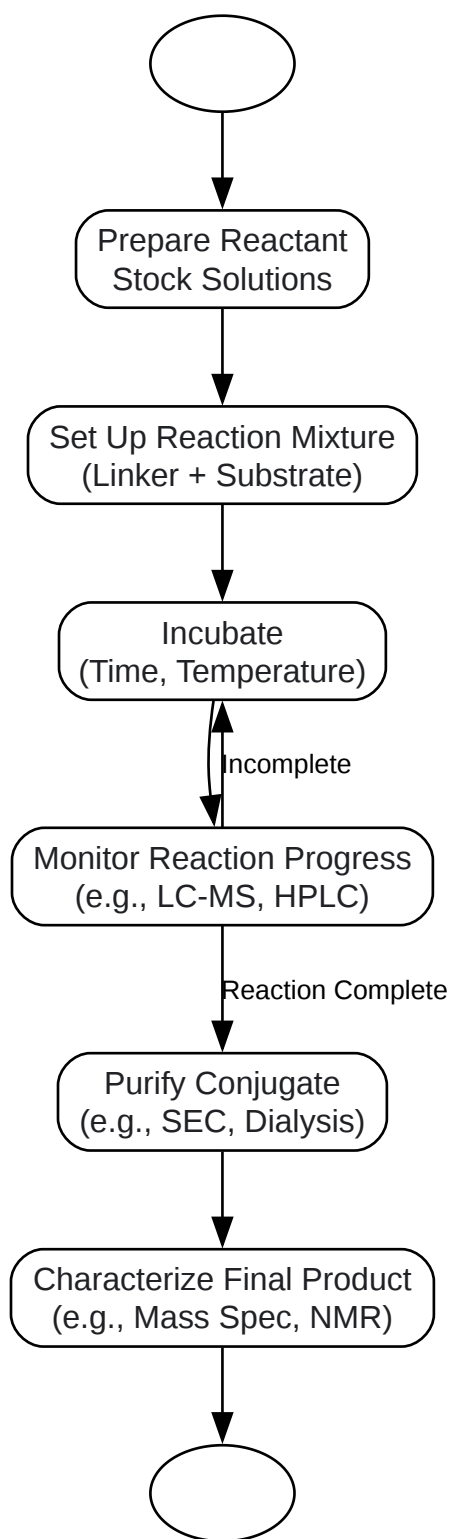 Prepare Reactant
Stock Solutions
Set Up Reaction Mixture
(Linker + Substrate)
Incubate
(Time, Temperature)
Incomplete
Monitor Reaction Progress
(e.g., LC-MS, HPLC)
Reaction Complete
Purify Conjugate
(e.g., SEC, Dialysis)
Characterize Final Product
(e.g., Mass Spec, NMR)